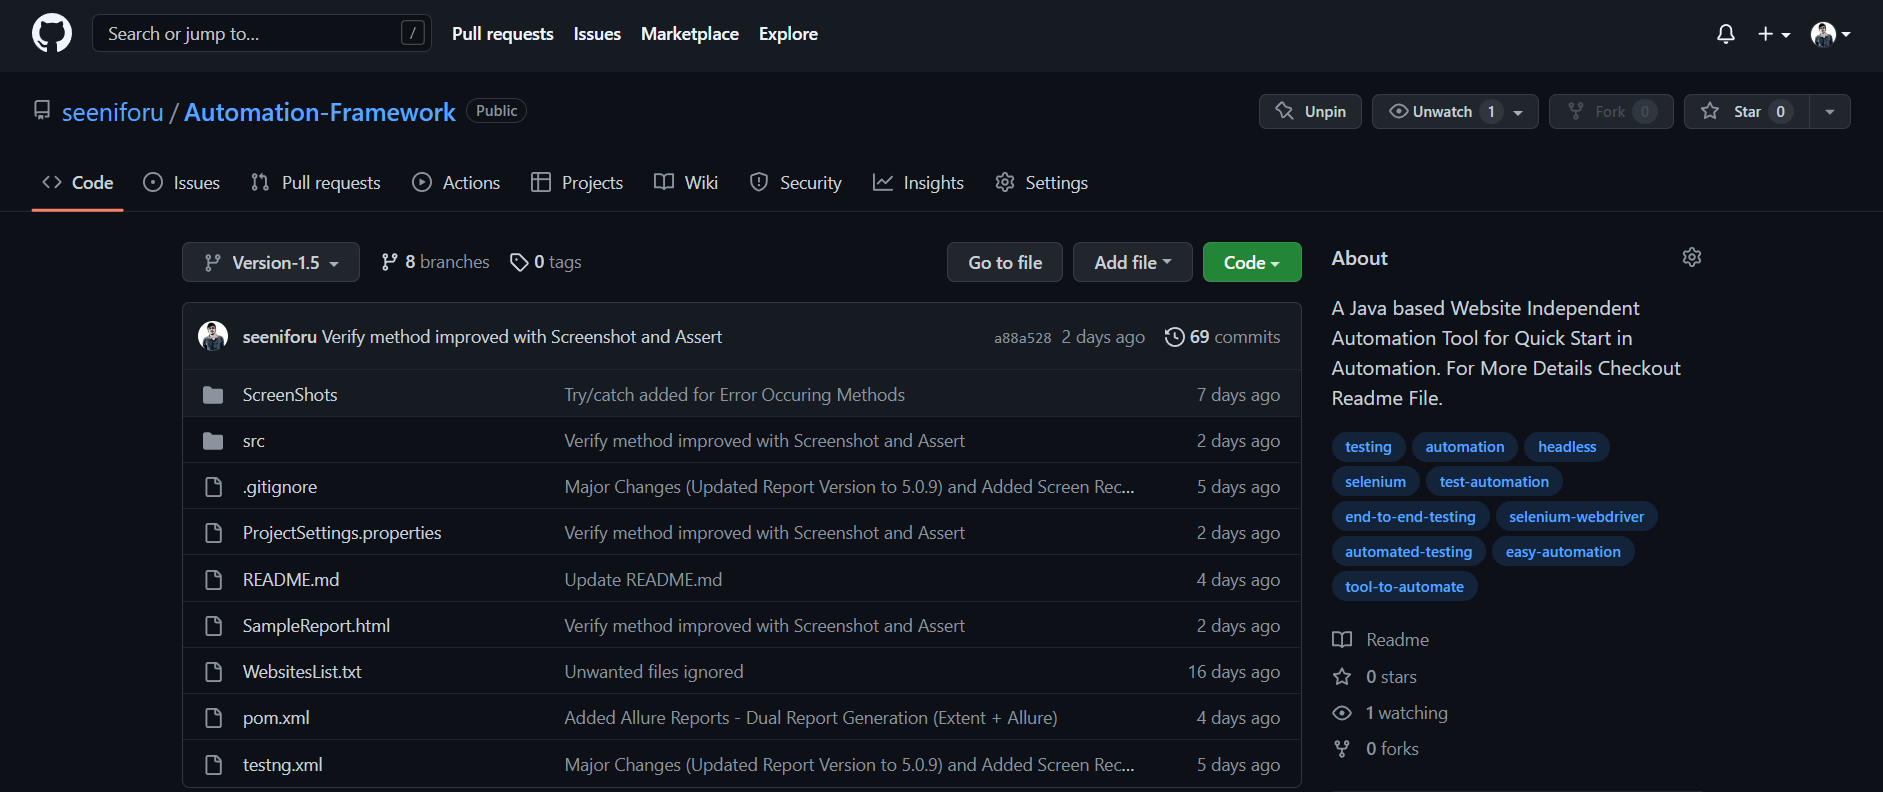 Search or jump to... / Pull requests Issues Marketplace Explore
seeniforu / Automation-Framework Public Unpin Unwatch 1 Fork 0 Star 0
Code Issues Pull requests Actions Projects Wiki Security Insights Settings
Version-1.5 8 branches 0 tags Go to file Add file Code
seeniforu Verify method improved with Screenshot and Assert a88a528 2 days ago 69 commits
ScreenShots Try/catch added for Error Occuring Methods 7 days ago
src Verify method improved with Screenshot and Assert 2 days ago
.gitignore Major Changes (Updated Report Version to 5.0.9) and Added Screen Rec... 5 days ago
ProjectSettings.properties Verify method improved with Screenshot and Assert 2 days ago
README.md Update README.md 4 days ago
SampleReport.html Verify method improved with Screenshot and Assert 2 days ago
WebsitesList.txt Unwanted files ignored 16 days ago
pom.xml Added Allure Reports - Dual Report Generation (Extent + Allure) 4 days ago
testng.xml Major Changes (Updated Report Version to 5.0.9) and Added Screen Rec... 5 days ago
About
A Java based Website Independent
Automation Tool for Quick Start in
Automation. For More Details Checkout
Readme File.
testing automation headless
selenium test-automation
end-to-end-testing selenium-webdriver
automated-testing easy-automation
tool-to-automate
Readme
0 stars
1 watching
0 forks